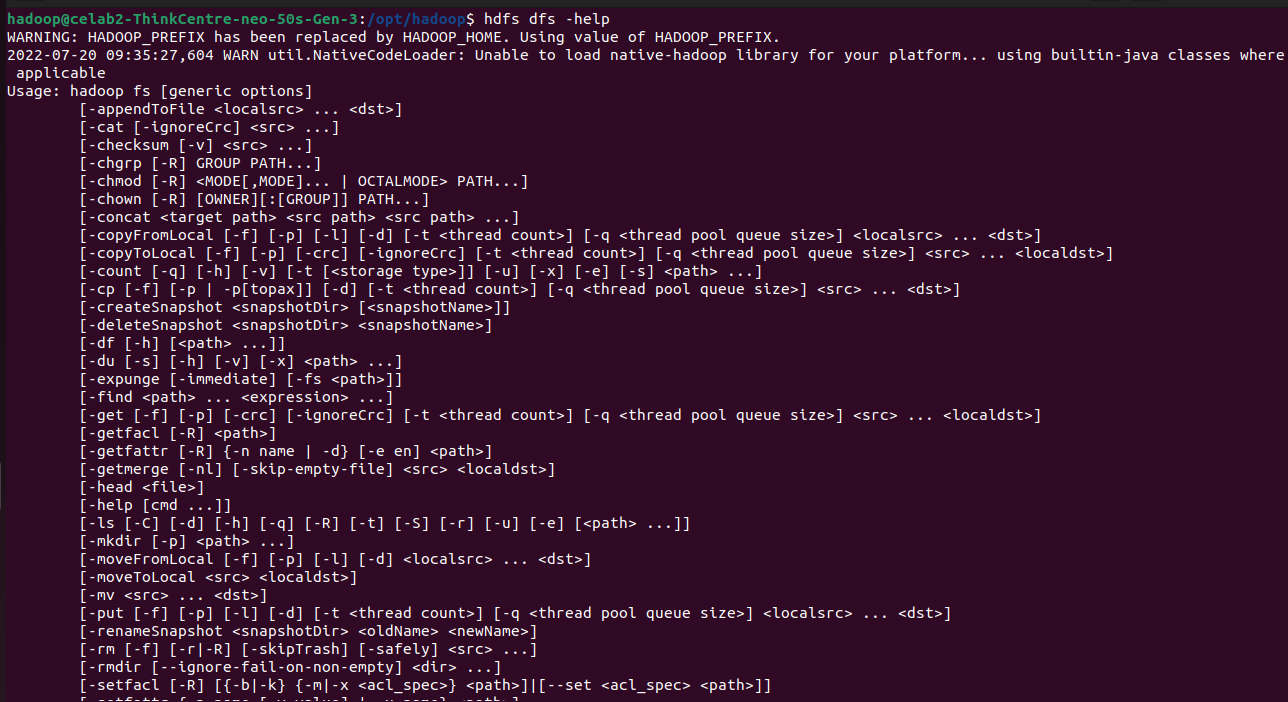 hadoop@celab2-ThinkCentre-neo-50s-Gen-3:/opt/hadoop$ hdfs dfs -help
WARNING: HADOOP_PREFIX has been replaced by HADOOP_HOME. Using value of HADOOP_PREFIX.
2022-07-20 09:35:27,604 WARN util.NativeCodeLoader: Unable to load native-hadoop library for your platform... using builtin-java classes where
 applicable
Usage: hadoop fs [generic options]
        [-appendToFile <localsrc> ... <dst>]
        [-cat [-ignoreCrc] <src> ...]
        [-checksum [-v] <src> ...]
        [-chgrp [-R] GROUP PATH...]
        [-chmod [-R] <MODE[,MODE]... | OCTALMODE> PATH...]
        [-chown [-R] [OWNER][:[GROUP]] PATH...]
        [-concat <target path> <src path> <src path> ...]
        [-copyFromLocal [-f] [-p] [-l] [-d] [-t <thread count>] [-q <thread pool queue size>] <localsrc> ... <dst>]
        [-copyToLocal [-f] [-p] [-crc] [-ignoreCrc] [-t <thread count>] [-q <thread pool queue size>] <src> ... <localdst>]
        [-count [-q] [-h] [-v] [-t [<storage type>]] [-u] [-x] [-e] [-s] <path> ...]
        [-cp [-f] [-p | -p[topax]] [-d] [-t <thread count>] [-q <thread pool queue size>] <src> ... <dst>]
        [-createSnapshot <snapshotDir> [<snapshotName>]]
        [-deleteSnapshot <snapshotDir> <snapshotName>]
        [-df [-h] [<path> ...]]
        [-du [-s] [-h] [-v] [-x] <path> ...]
        [-expunge [-immediate] [-fs <path>]]
        [-find <path> ... <expression> ...]
        [-get [-f] [-p] [-crc] [-ignoreCrc] [-t <thread count>] [-q <thread pool queue size>] <src> ... <localdst>]
        [-getfacl [-R] <path>]
        [-getfattr [-R] {-n name | -d} [-e en] <path>]
        [-getmerge [-nl] [-skip-empty-file] <src> <localdst>]
        [-head <file>]
        [-help [cmd ...]]
        [-ls [-C] [-d] [-h] [-q] [-R] [-t] [-S] [-r] [-u] [-e] [<path> ...]]
        [-mkdir [-p] <path> ...]
        [-moveFromLocal [-f] [-p] [-l] [-d] <localsrc> ... <dst>]
        [-moveToLocal <src> <localdst>]
        [-mv <src> ... <dst>]
        [-put [-f] [-p] [-l] [-d] [-t <thread count>] [-q <thread pool queue size>] <localsrc> ... <dst>]
        [-renameSnapshot <snapshotDir> <oldName> <newName>]
        [-rm [-f] [-r|-R] [-skipTrash] [-safely] <src> ...]
        [-rmdir [--ignore-fail-on-non-empty] <dir> ...]
        [-setfacl [-R] [{-b|-k} {-m|-x <acl_spec>} <path>]|[--set <acl_spec> <path>]]